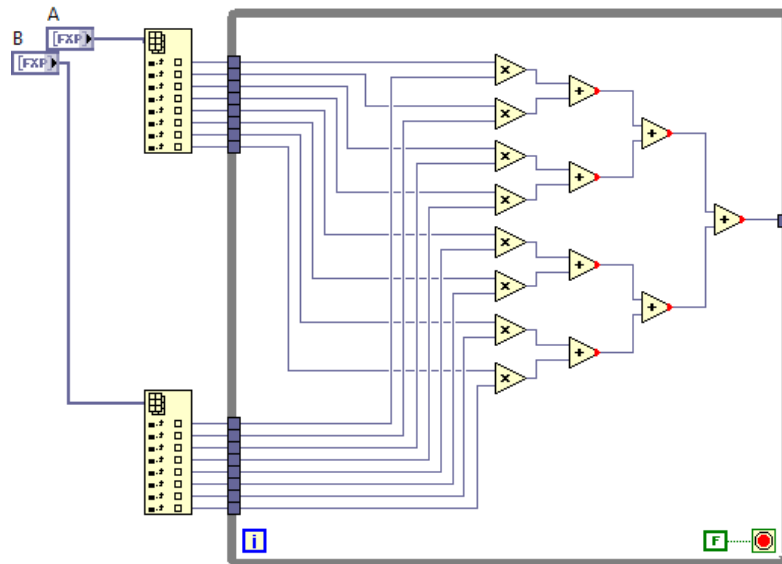 A
[FXP]
B
[FXP]
×
×
+
×
+
×
+
+
×
×
+
+
×
+
×
i
F